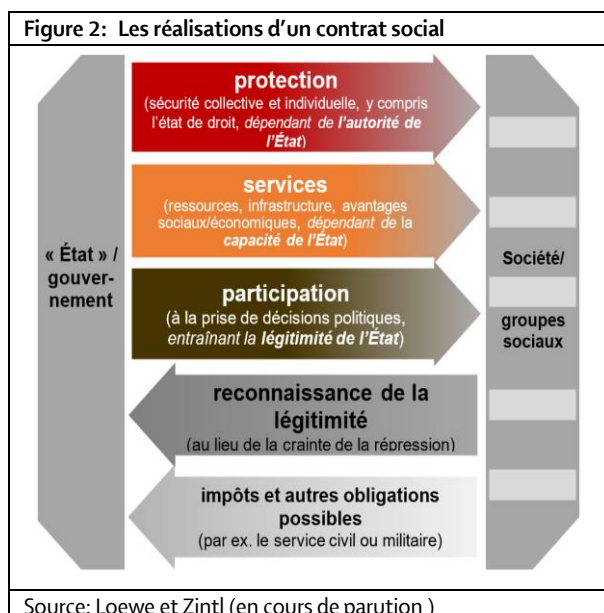 Figure 2: Les réalisations d'un contrat social
protection
(sécurité collective et individuelle, y compris
l'état de droit, dépendant de l'autorité de
l'État)
services
(ressources, infrastructure, avantages
sociaux/économiques, dépendant de la
capacité de l'État)
« État » /
gouver-
nement
participation
(à la prise de décisions politiques,
entraînant la légitimité de l'État)
Société/
groupes
sociaux
reconnaissance de la
légitimité
(au lieu de la crainte de la répression)
impôts et autres obligations
possibles
(par ex. le service civil ou militaire)
Source: Loewe et Zintl (en cours de parution )